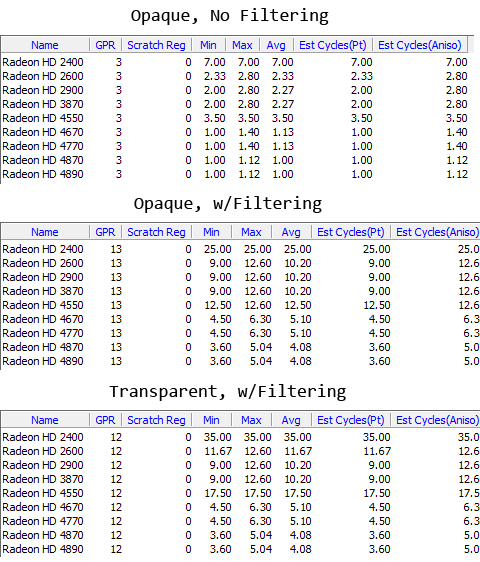 Opaque, No Filtering
Name GPR Scratch Reg Min Max Avg Est Cycles(Pt) Est Cycles(Aniso)
Radeon HD 2400 3 0 7.00 7.00 7.00 7.00 7.00
Radeon HD 2600 3 0 2.33 2.80 2.33 2.33 2.80
Radeon HD 2900 3 0 2.00 2.80 2.27 2.00 2.80
Radeon HD 3870 3 0 2.00 2.80 2.27 2.00 2.80
Radeon HD 4550 3 0 3.50 3.50 3.50 3.50 3.50
Radeon HD 4670 3 0 1.00 1.40 1.13 1.00 1.40
Radeon HD 4770 3 0 1.00 1.40 1.13 1.00 1.40
Radeon HD 4870 3 0 1.00 1.12 1.00 1.00 1.12
Radeon HD 4890 3 0 1.00 1.12 1.00 1.00 1.12
Opaque, w/Filtering
Name GPR Scratch Reg Min Max Avg Est Cycles(Pt) Est Cycles(Aniso)
Radeon HD 2400 13 0 25.00 25.00 25.00 25.00 25.0
Radeon HD 2600 13 0 9.00 12.60 10.20 9.00 12.6
Radeon HD 2900 13 0 9.00 12.60 10.20 9.00 12.6
Radeon HD 3870 13 0 9.00 12.60 10.20 9.00 12.6
Radeon HD 4550 13 0 12.50 12.60 12.50 12.50 12.6
Radeon HD 4670 13 0 4.50 6.30 5.10 4.50 6.3
Radeon HD 4770 13 0 4.50 6.30 5.10 4.50 6.3
Radeon HD 4870 13 0 3.60 5.04 4.08 3.60 5.0
Radeon HD 4890 13 0 3.60 5.04 4.08 3.60 5.0
Transparent, w/Filtering
Name GPR Scratch Reg Min Max Avg Est Cycles(Pt) Est Cycles(Aniso)
Radeon HD 2400 12 0 35.00 35.00 35.00 35.00 35.0
Radeon HD 2600 12 0 11.67 12.60 11.67 11.67 12.6
Radeon HD 2900 12 0 9.00 12.60 10.20 9.00 12.6
Radeon HD 3870 12 0 9.00 12.60 10.20 9.00 12.6
Radeon HD 4550 12 0 17.50 17.50 17.50 17.50 17.5
Radeon HD 4670 12 0 4.50 6.30 5.10 4.50 6.3
Radeon HD 4770 12 0 4.50 6.30 5.10 4.50 6.3
Radeon HD 4870 12 0 3.60 5.04 4.08 3.60 5.0
Radeon HD 4890 12 0 3.60 5.04 4.08 3.60 5.0